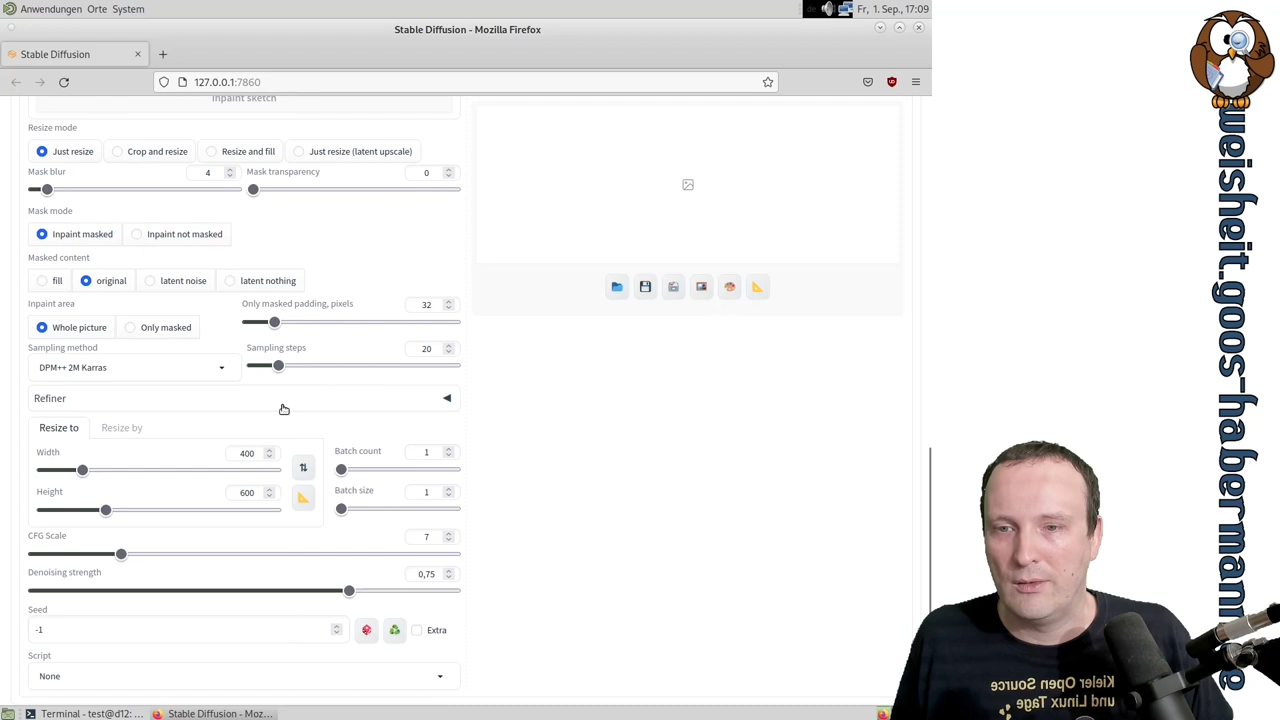 Anwendungen Orte System
de
Fr, 1. Sep., 17:09
Stable Diffusion - Mozilla Firefox
Stable Diffusion
127.0.0.1:7860
Inpaint sketch
Resize mode
Just resize
Crop and resize
Resize and fill
Just resize (latent upscale)
Mask blur
4
Mask transparency
0
Mask mode
Inpaint masked
Inpaint not masked
Masked content
fill
original
latent noise
latent nothing
Inpaint area
Only masked padding, pixels
32
Whole picture
Only masked
Sampling method
Sampling steps
20
DPM++ 2M Karras
Refiner
Resize to
Resize by
Width
400
Batch count
1
Height
600
Batch size
1
CFG Scale
7
Denoising strength
0,75
Seed
-1
Extra
Script
None
Terminal - test@d12: ...
Stable Diffusion - Moz...
weisheit.goos-habermann.de
Kieler Open Source
und Linux Tage